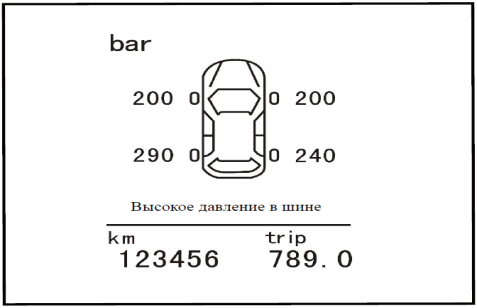 bar
200 0 0 200
290 0 0 240
Высокое давление в шине
km trip
123456 789.0